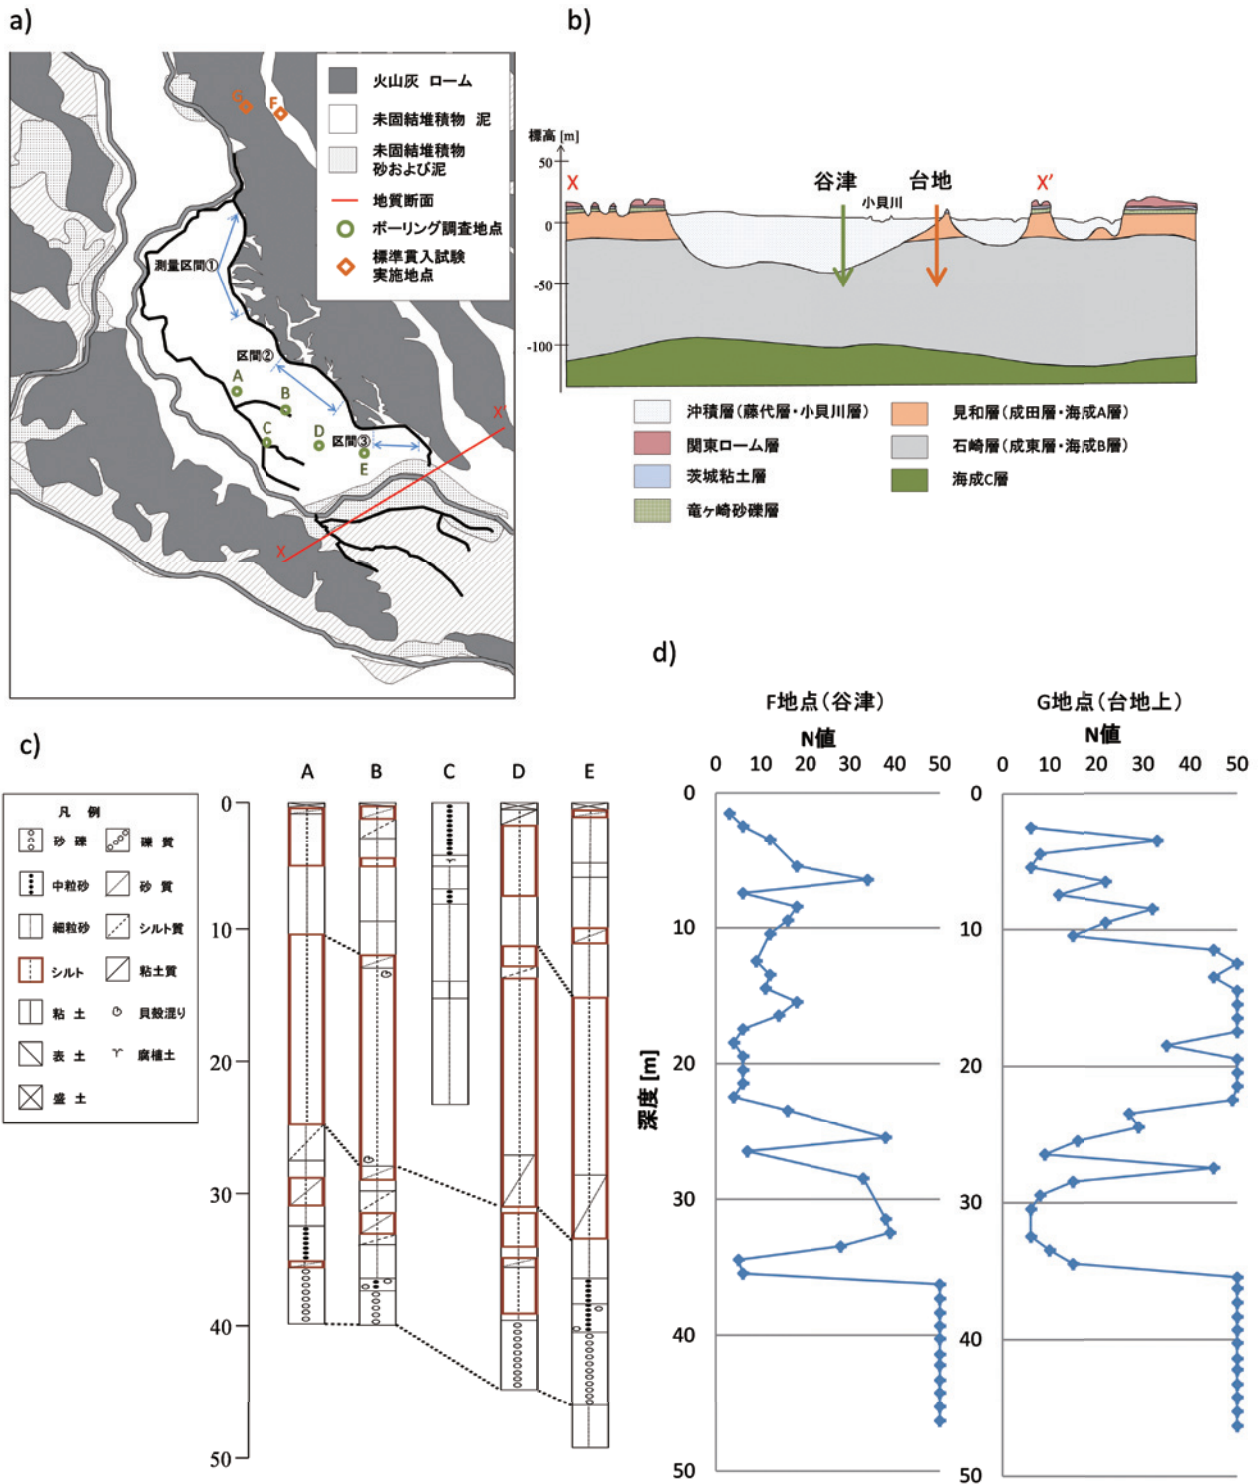 a)
火山灰 ローム
未固結堆積物 泥
未固結堆積物
砂および泥
地質断面
ボーリング調査地点
標準貫入試験
実施地点
G
F
測量区間①
区間②
A
B
C
D
区間③
E
X
X'
b)
標高 [m]
50
0
-50
-100
X
谷津
小貝川
台地
X'
沖積層(藤代層・小貝川層)
関東ローム層
茨城粘土層
竜ヶ崎砂礫層
見和層(成田層・海成A層)
石崎層(成東層・海成B層)
海成C層
c)
凡 例
砂 礫
礫 質
中粒砂
砂 質
細粒砂
シルト質
シルト
粘土質
粘 土
貝殻混り
表 土
腐植土
盛 土
A
B
C
D
E
0
10
20
30
40
50
d)
F地点(谷津)
N値
0 10 20 30 40 50
0
10
20
30
40
50
深度 [m]
G地点(台地上)
N値
0 10 20 30 40 50
0
10
20
30
40
50